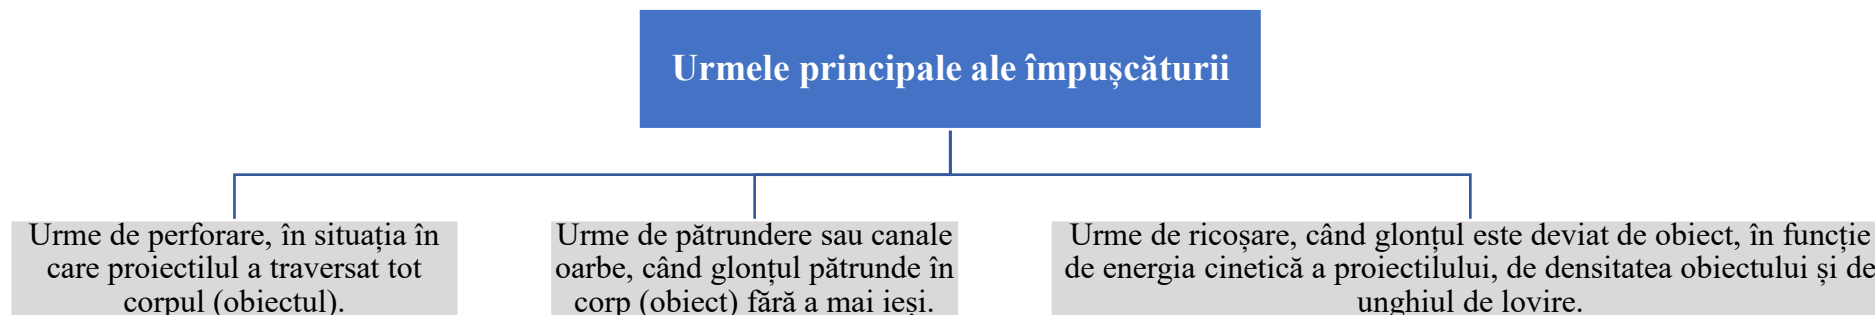 Urmele principale ale împușcăturii
Urme de perforare, în situația în
care proiectilul a traversat tot
corpul (obiectul).
Urme de pătrundere sau canale
oarbe, când glonțul pătrunde în
corp (obiect) fără a mai ieși.
Urme de ricoșare, când glonțul este deviat de obiect, în funcție
de energia cinetică a proiectilului, de densitatea obiectului și de
unghiul de lovire.